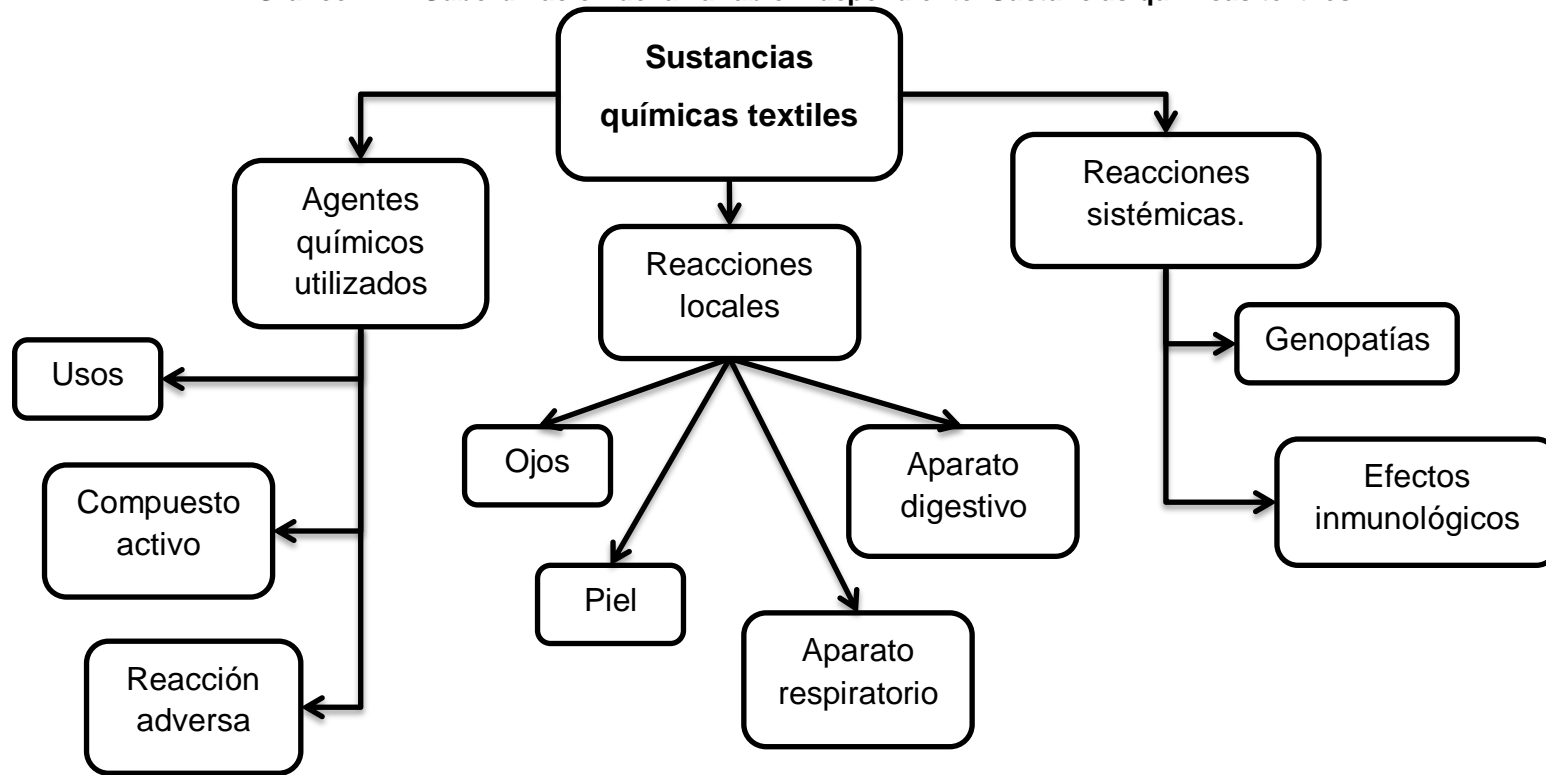 Sustancias
químicas textiles
Agentes
químicos
utilizados
Usos
Compuesto
activo
Reacción
adversa
Reacciones
locales
Ojos
Piel
Aparato
respiratorio
Aparato
digestivo
Reacciones
sistémicas.
Genopatías
Efectos
inmunológicos